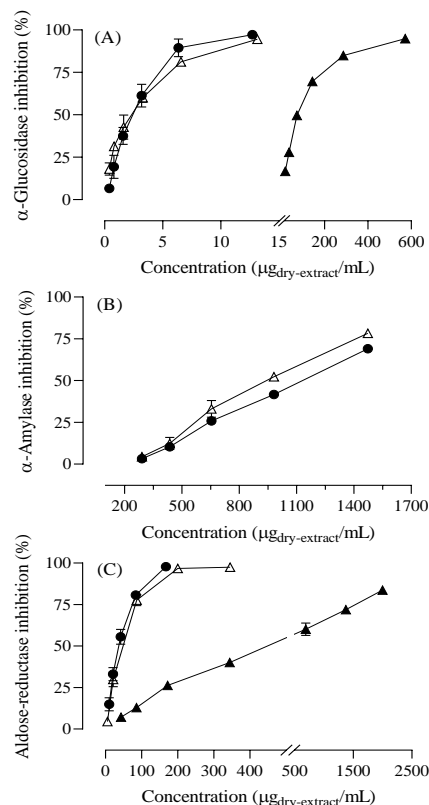 (A)
α-Glucosidase inhibition (%)
100
75
50
25
0
0 5 10 15 200 400 600
Concentration (μgdry-extract/mL)
(B)
α-Amylase inhibition (%)
100
75
50
25
0
200 500 800 1100 1400 1700
Concentration (μgdry-extract/mL)
(C)
Aldose-reductase inhibition (%)
100
75
50
25
0
0 100 200 300 400 500 1500 2000 2500
Concentration (μgdry-extract/mL)